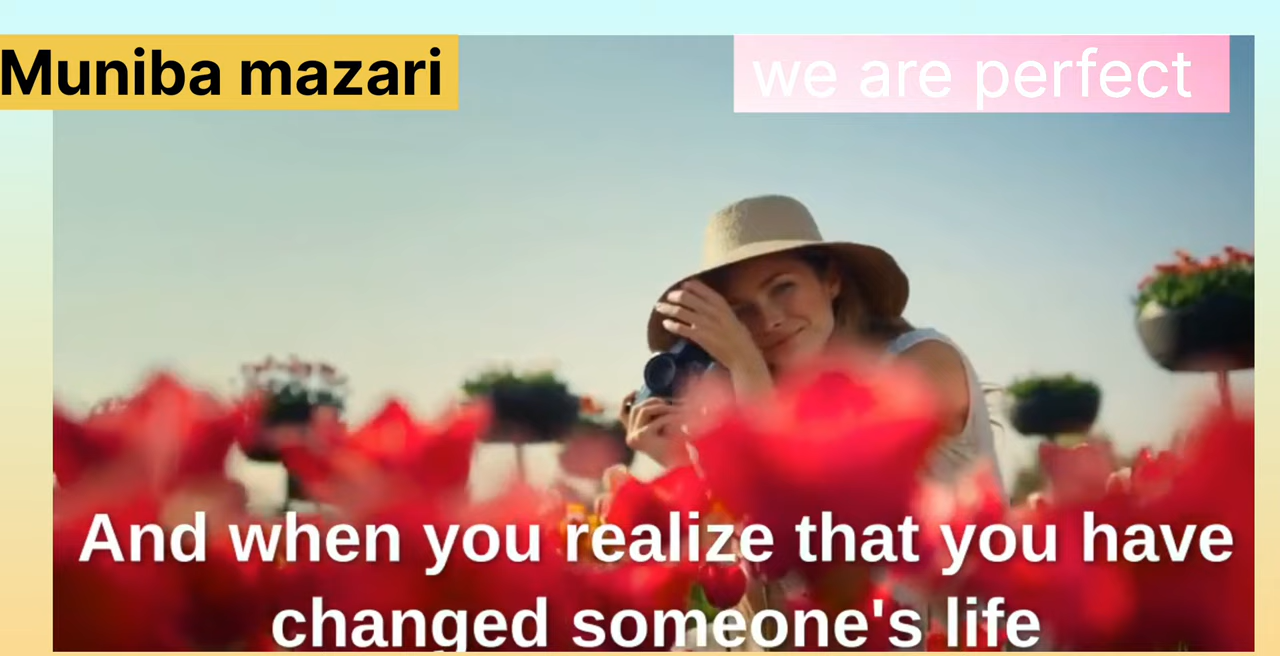 Muniba mazari
we are perfect
And when you realize that you have
changed someone's life